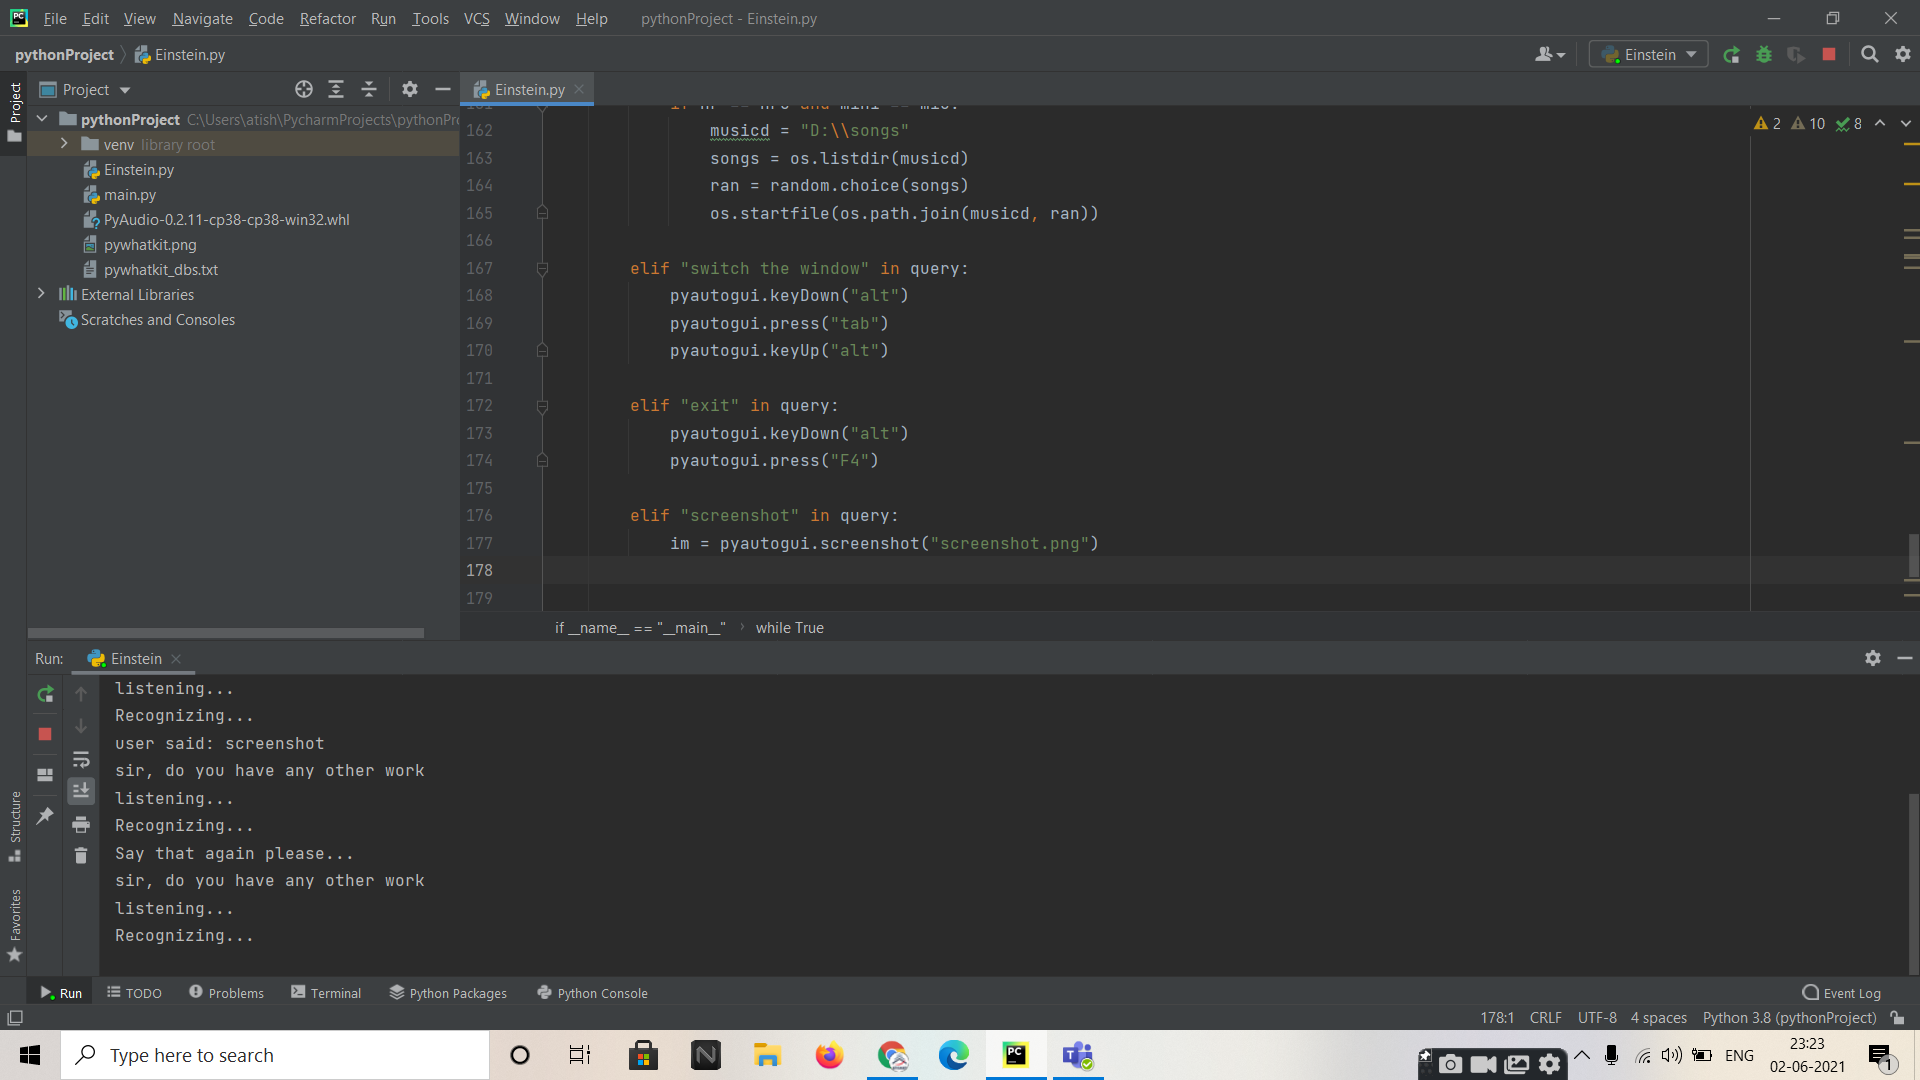 File Edit View Navigate Code Refactor Run Tools VCS Window Help pythonProject - Einstein.py
pythonProject Einstein.py
Einstein
Project
Project
Einstein.py
pythonProject C:\Users\atish\PycharmProjects\pythonPr
venv library root
Einstein.py
main.py
PyAudio-0.2.11-cp38-cp38-win32.whl
pywhatkit.png
pywhatkit_dbs.txt
External Libraries
Scratches and Consoles
2 10 8
162 musicd = "D:\\songs"
163 songs = os.listdir(musicd)
164 ran = random.choice(songs)
165 os.startfile(os.path.join(musicd, ran))
166
167 elif "switch the window" in query:
168 pyautogui.keyDown("alt")
169 pyautogui.press("tab")
170 pyautogui.keyUp("alt")
171
172 elif "exit" in query:
173 pyautogui.keyDown("alt")
174 pyautogui.press("F4")
175
176 elif "screenshot" in query:
177 im = pyautogui.screenshot("screenshot.png")
178
179
if __name__ == "__main__" › while True
Run: Einstein
listening...
Recognizing...
user said: screenshot
sir, do you have any other work
listening...
Recognizing...
Say that again please...
sir, do you have any other work
listening...
Recognizing...
Structure
Favorites
Run TODO Problems Terminal Python Packages Python Console Event Log
178:1 CRLF UTF-8 4 spaces Python 3.8 (pythonProject)
Type here to search
ENG
23:23
02-06-2021
1